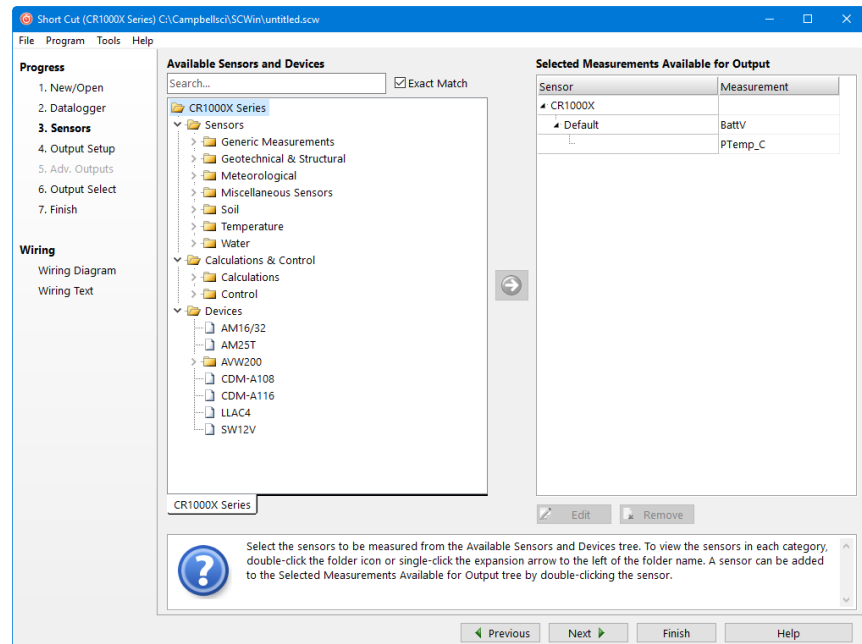 Short Cut (CR1000X Series) C:\Campbellsci\SCWin\untitled.scw
File Program Tools Help
Progress
1. New/Open
2. Datalogger
3. Sensors
4. Output Setup
5. Adv. Outputs
6. Output Select
7. Finish
Wiring
Wiring Diagram
Wiring Text
Available Sensors and Devices
Search...
Exact Match
CR1000X Series
Sensors
Generic Measurements
Geotechnical & Structural
Meteorological
Miscellaneous Sensors
Soil
Temperature
Water
Calculations & Control
Calculations
Control
Devices
AM16/32
AM25T
AVW200
CDM-A108
CDM-A116
LLAC4
SW12V
CR1000X Series
Selected Measurements Available for Output
Sensor Measurement
CR1000X
Default BattV
PTemp_C
Edit Remove
Select the sensors to be measured from the Available Sensors and Devices tree. To view the sensors in each category,
double-click the folder icon or single-click the expansion arrow to the left of the folder name. A sensor can be added
to the Selected Measurements Available for Output tree by double-clicking the sensor.
Previous Next Finish Help